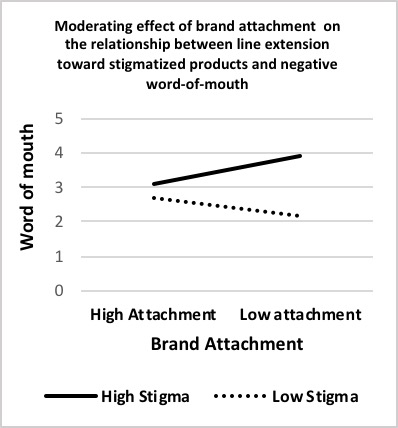 Moderating effect of brand attachment on
the relationship between line extension
toward stigmatized products and negative
word-of-mouth
5
4
3
2
1
0
Word of mouth
High Attachment Low attachment
Brand Attachment
High Stigma Low Stigma